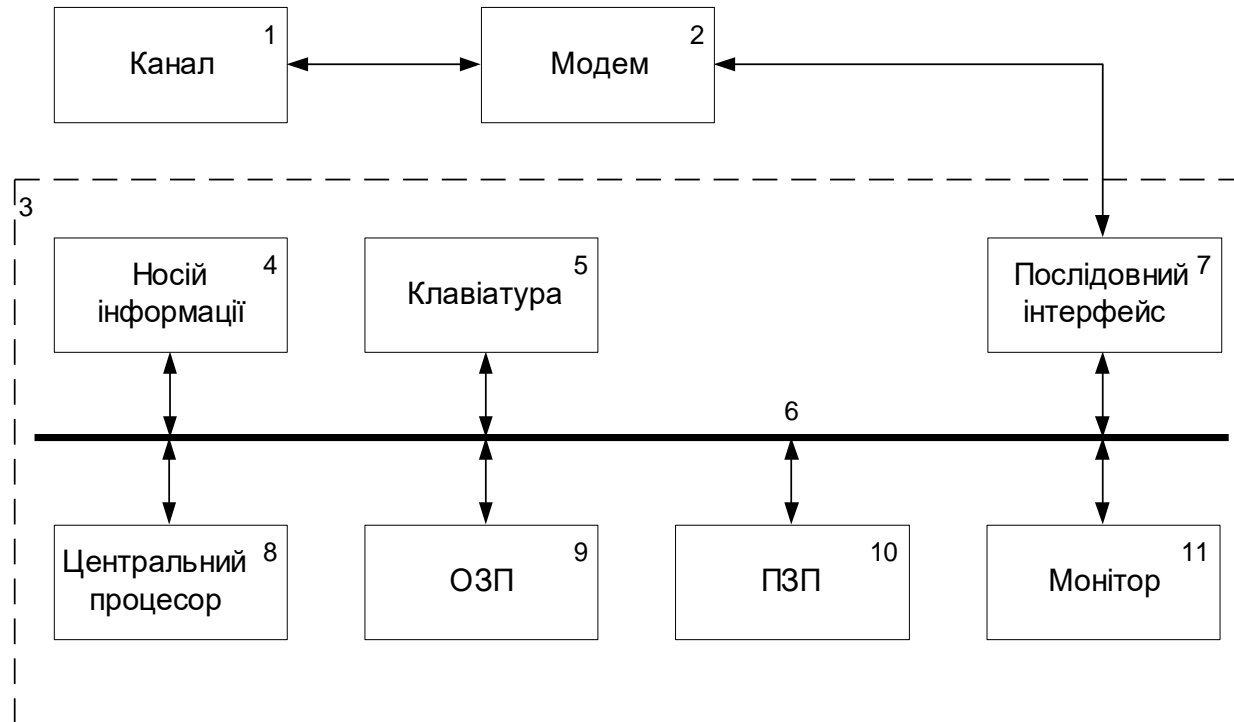 1
Канал
2
Модем
3
4
Носій
інформації
5
Клавіатура
7
Послідовний
інтерфейс
6
8
Центральний
процесор
9
ОЗП
10
ПЗП
11
Монітор